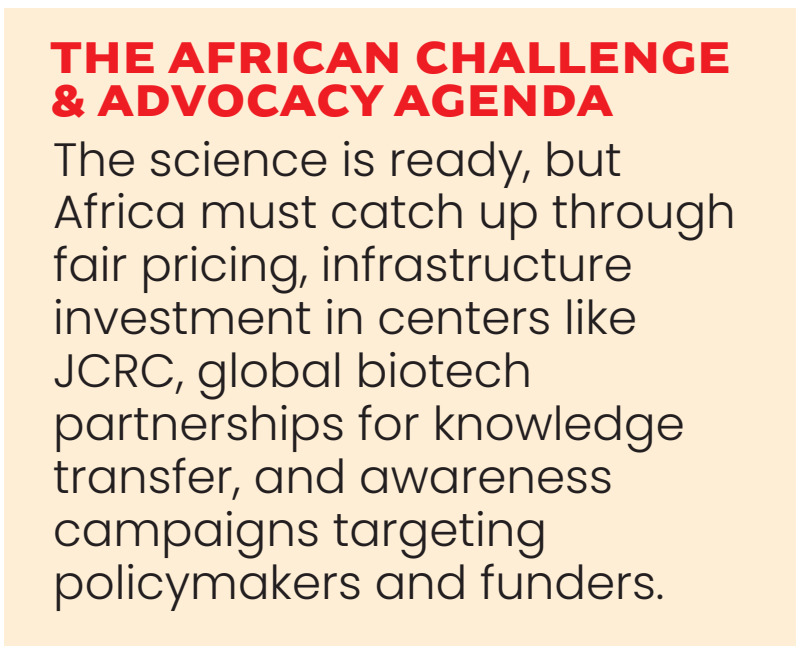 THE AFRICAN CHALLENGE
& ADVOCACY AGENDA
The science is ready, but
Africa must catch up through
fair pricing, infrastructure
investment in centers like
JCRC, global biotech
partnerships for knowledge
transfer, and awareness
campaigns targeting
policymakers and funders.